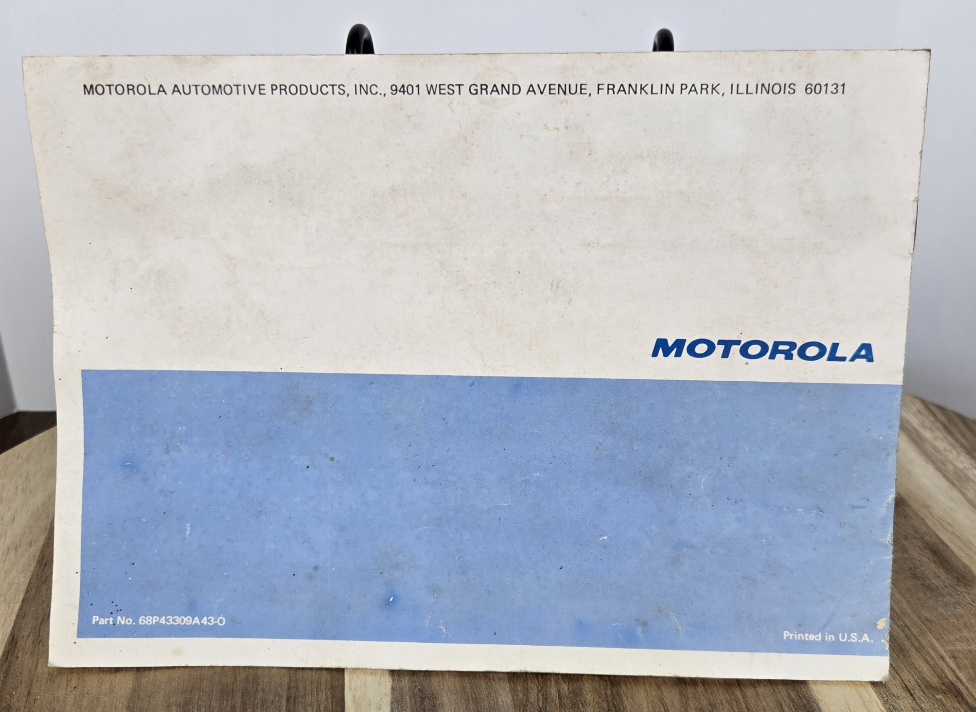 MOTOROLA AUTOMOTIVE PRODUCTS, INC., 9401 WEST GRAND AVENUE, FRANKLIN PARK, ILLINOIS 60131
MOTOROLA
Part No. 68P43309A43-O
Printed in U.S.A.